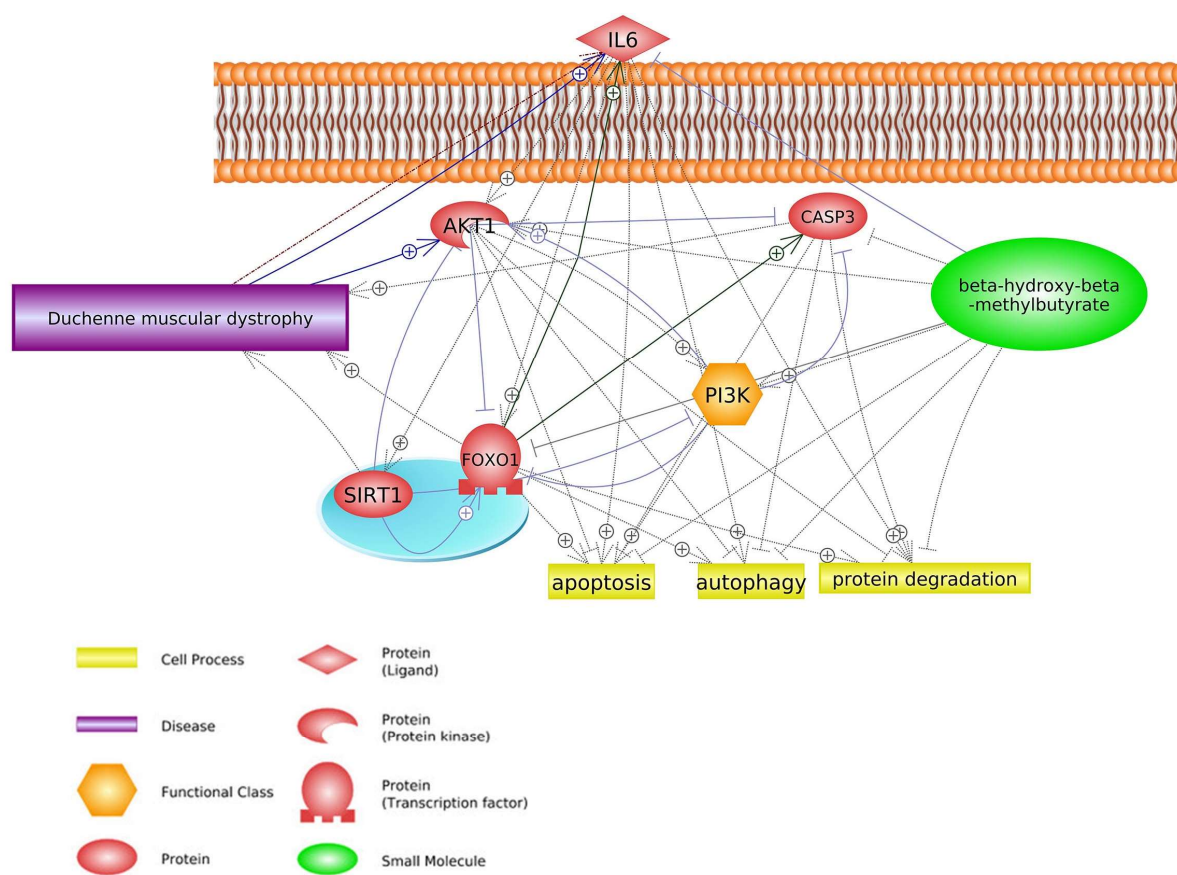 IL6
AKT1
CASP3
beta-hydroxy-beta
-methylbutyrate
Duchenne muscular dystrophy
PI3K
FOXO1
SIRT1
apoptosis
autophagy
protein degradation
Cell Process
Protein
(Ligand)
Disease
Protein
(Protein kinase)
Functional Class
Protein
(Transcription factor)
Protein
Small Molecule